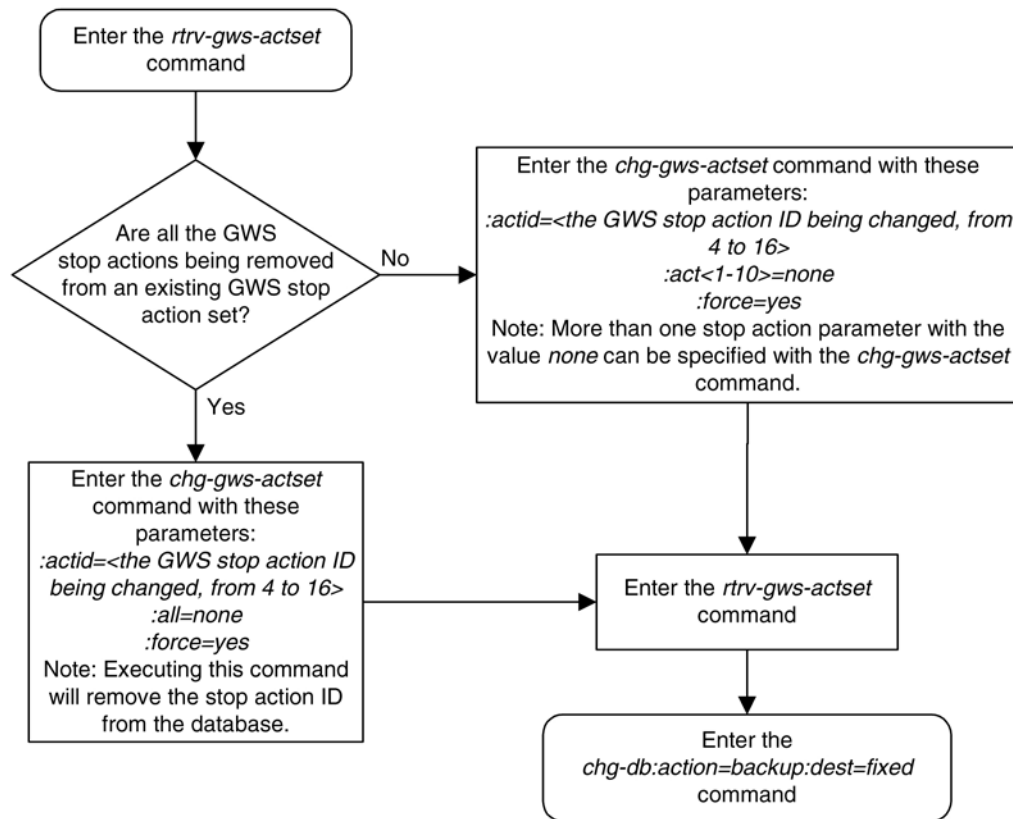 Enter the rtrv-gws-actset
command
Are all the GWS
stop actions being removed
from an existing GWS stop
action set?
No
Enter the chg-gws-actset command with these
parameters:
:actid=<the GWS stop action ID being changed, from
4 to 16>
:act<1-10>=none
:force=yes
Note: More than one stop action parameter with the
value none can be specified with the chg-gws-actset
command.
Yes
Enter the chg-gws-actset
command with these
parameters:
:actid=<the GWS stop action ID
being changed, from 4 to 16>
:all=none
:force=yes
Note: Executing this command
will remove the stop action ID
from the database.
Enter the rtrv-gws-actset
command
Enter the
chg-db:action=backup:dest=fixed
command